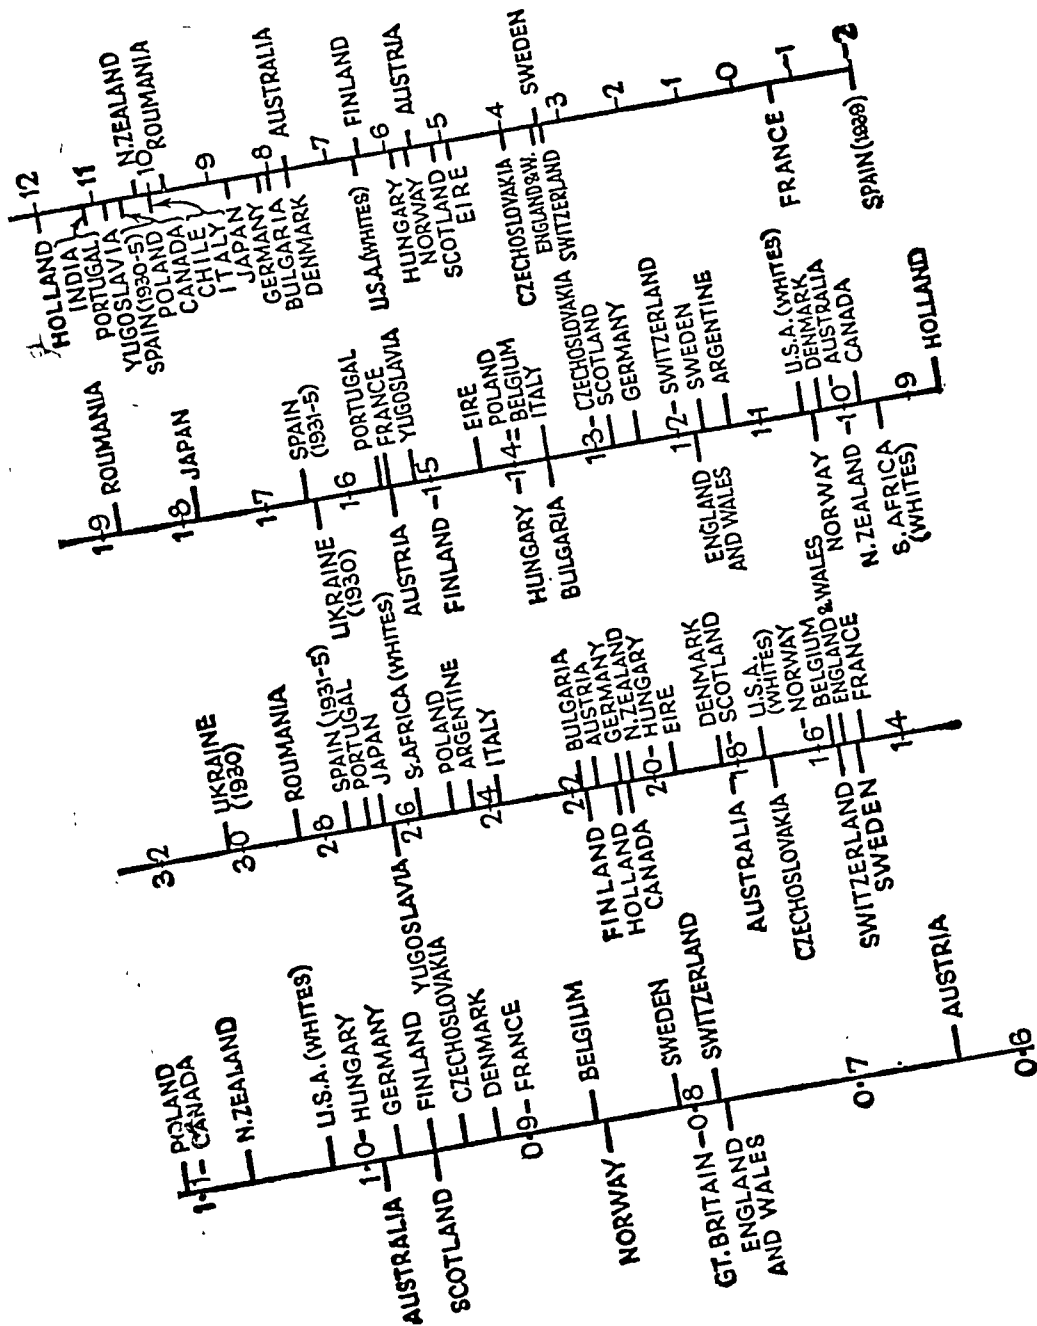 POLAND
1·1 - CANADA
N.ZEALAND
U.S.A. (WHITES)
1·0 - HUNGARY
AUSTRALIA
GERMANY
FINLAND
SCOTLAND
CZECHOSLOVAKIA
DENMARK
0·9 - FRANCE
BELGIUM
NORWAY
SWEDEN
GT. BRITAIN - 0·8
SWITZERLAND
ENGLAND
AND WALES
0·7
AUSTRIA
0·6
3·2
UKRAINE
(1930)
3·0
ROUMANIA
2·8
SPAIN (1931-5)
PORTUGAL
JAPAN
YUGOSLAVIA
2·6
S.AFRICA (WHITES)
POLAND
ARGENTINE
2·4
ITALY
2·2
BULGARIA
FINLAND
AUSTRIA
GERMANY
N.ZEALAND
HOLLAND
CANADA
2·0 - HUNGARY
EIRE
DENMARK
AUSTRALIA - 1·8 - SCOTLAND
U.S.A.
(WHITES)
CZECHOSLOVAKIA
1·6 - NORWAY
BELGIUM
ENGLAND & WALES
SWITZERLAND
FRANCE
SWEDEN
1·4
1·9
ROUMANIA
1·8
JAPAN
1·7
SPAIN
(1931-5)
UKRAINE
(1930)
1·6
PORTUGAL
FRANCE
AUSTRIA
YUGOSLAVIA
FINLAND - 1·5
EIRE
POLAND
HUNGARY - 1·4 = BELGIUM
ITALY
BULGARIA
1·3 - CZECHOSLOVAKIA
SCOTLAND
GERMANY
1·2 - SWITZERLAND
SWEDEN
ENGLAND
AND WALES
ARGENTINE
1·1
U.S.A. (WHITES)
DENMARK
NORWAY
AUSTRALIA
N.ZEALAND - 1·0 - CANADA
S. AFRICA
(WHITES)
·9
HOLLAND
12
HOLLAND
INDIA
11
PORTUGAL
YUGOSLAVIA
N.ZEALAND
SPAIN (1930-5)
10
ROUMANIA
POLAND
CANADA
9
CHILE
ITALY
JAPAN
GERMANY
8
BULGARIA
AUSTRALIA
DENMARK
7
FINLAND
U.S.A. (WHITES)
6
HUNGARY
AUSTRIA
NORWAY
SCOTLAND
5
EIRE
4
CZECHOSLOVAKIA
SWEDEN
ENGLAND & W.
SWITZERLAND
3
2
1
0
FRANCE
-1
-2